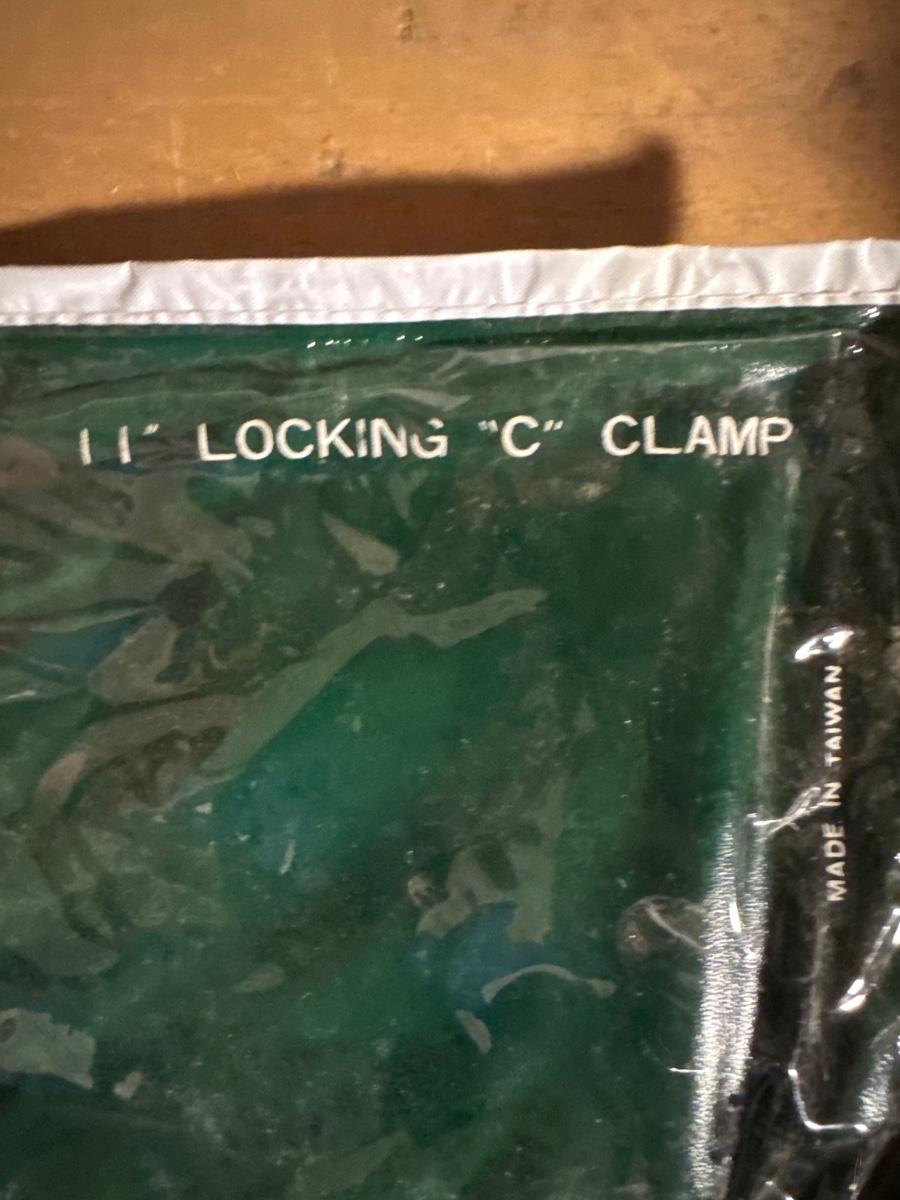 11" LOCKING "C" CLAMP
MADE IN TAIWAN